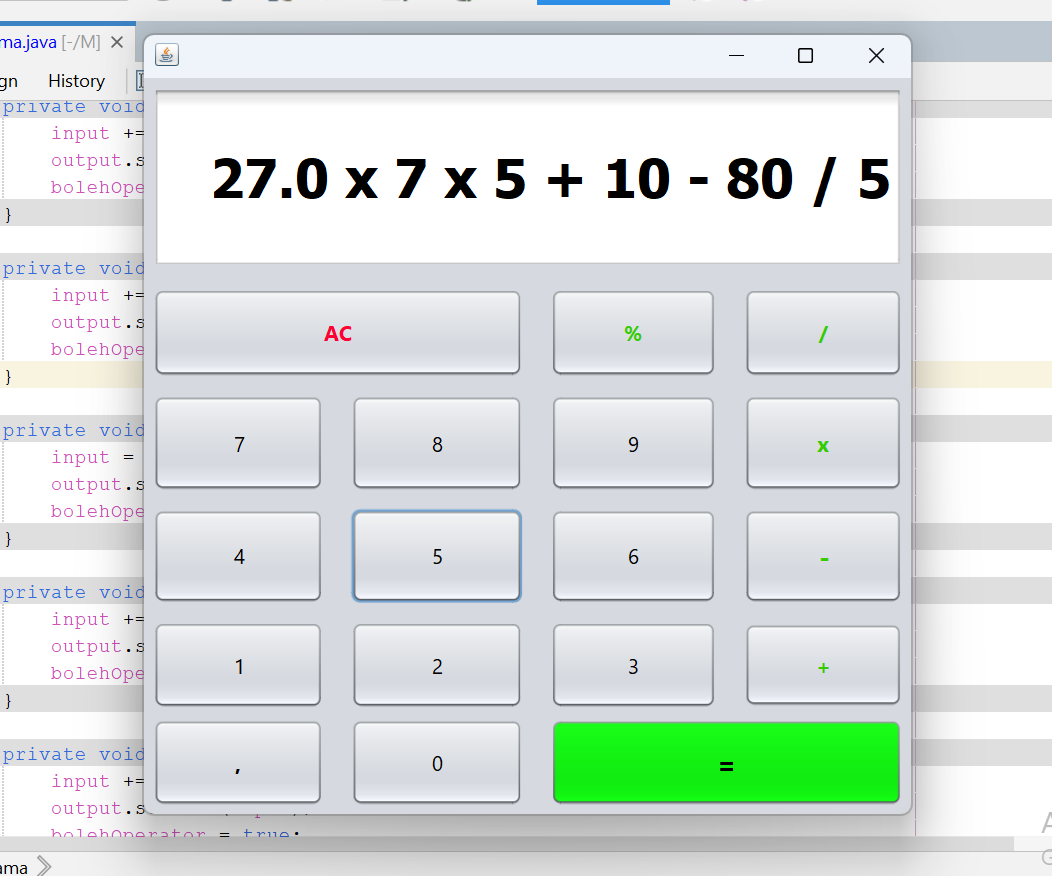 ma.java [-/M]
gn History
27.0 x 7 x 5 + 10 - 80 / 5
AC % /
7 8 9 x
4 5 6 -
1 2 3 +
, 0 =
private void
input +=
output.s
bolehOpe
}
private void
input +=
output.s
bolehOpe
}
private void
input =
output.s
bolehOpe
}
private void
input +=
output.s
bolehOpe
}
private void
input +=
output.s
bolehOperator = true;
ama